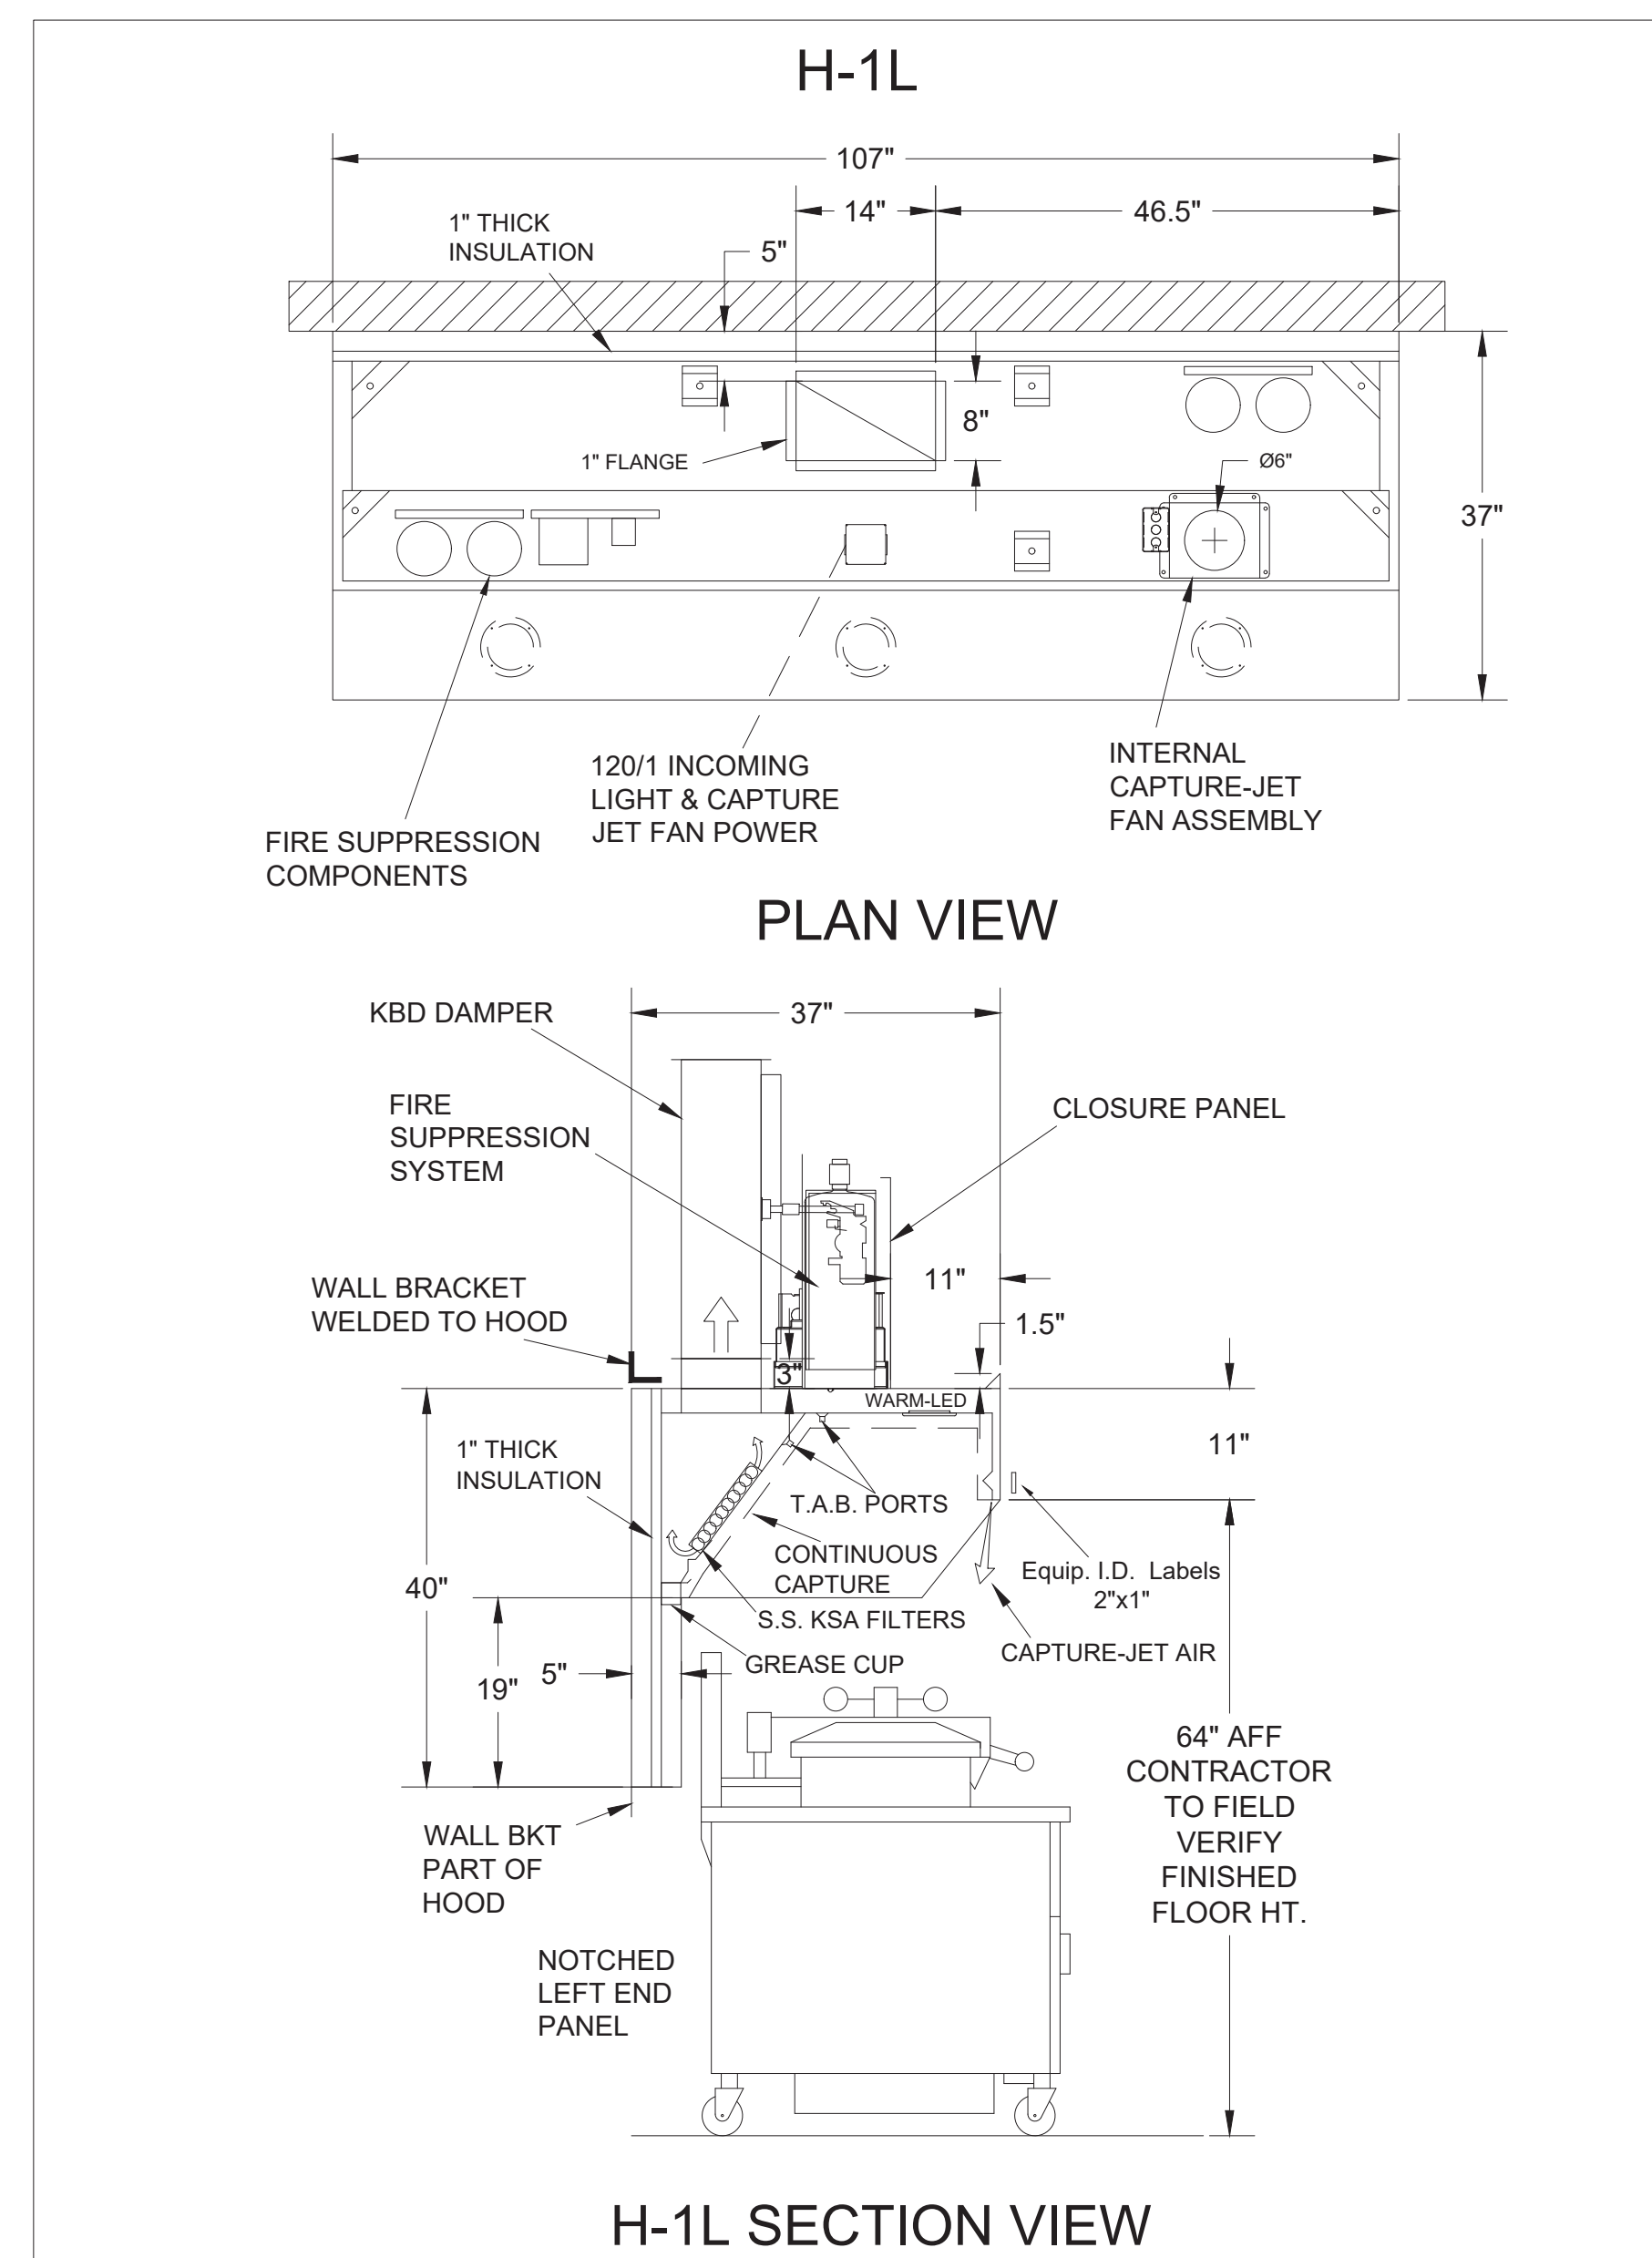 H-1L
107"
14"
46.5"
1" THICK
INSULATION
5"
8"
1" FLANGE
Ø6"
37"
120/1 INCOMING
LIGHT & CAPTURE
JET FAN POWER
INTERNAL
CAPTURE-JET
FAN ASSEMBLY
FIRE SUPPRESSION
COMPONENTS
PLAN VIEW
KBD DAMPER
37"
FIRE
SUPPRESSION
SYSTEM
CLOSURE PANEL
WALL BRACKET
WELDED TO HOOD
11"
1.5"
3"
WARM-LED
11"
1" THICK
INSULATION
T.A.B. PORTS
CONTINUOUS
CAPTURE
Equip. I.D. Labels
2"x1"
40"
S.S. KSA FILTERS
CAPTURE-JET AIR
GREASE CUP
19"
5"
64" AFF
CONTRACTOR
TO FIELD
VERIFY
FINISHED
FLOOR HT.
WALL BKT
PART OF
HOOD
NOTCHED
LEFT END
PANEL
H-1L SECTION VIEW